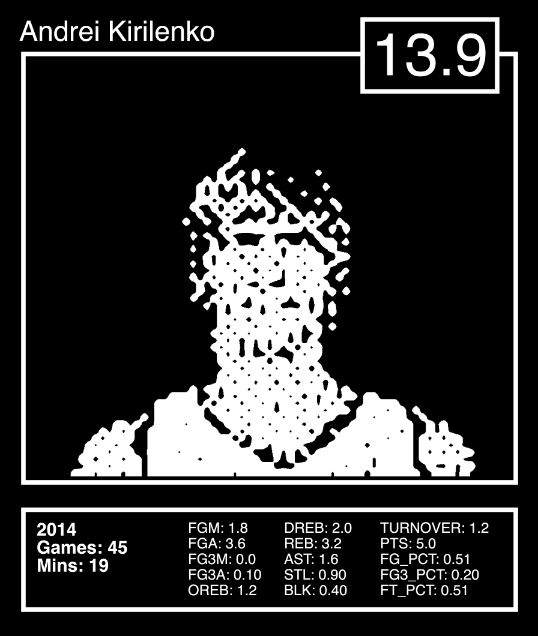 Andrei Kirilenko
13.9
2014
Games: 45
Mins: 19
FGM: 1.8
FGA: 3.6
FG3M: 0.0
FG3A: 0.10
OREB: 1.2
DREB: 2.0
REB: 3.2
AST: 1.6
STL: 0.90
BLK: 0.40
TURNOVER: 1.2
PTS: 5.0
FG_PCT: 0.51
FG3_PCT: 0.20
FT_PCT: 0.51